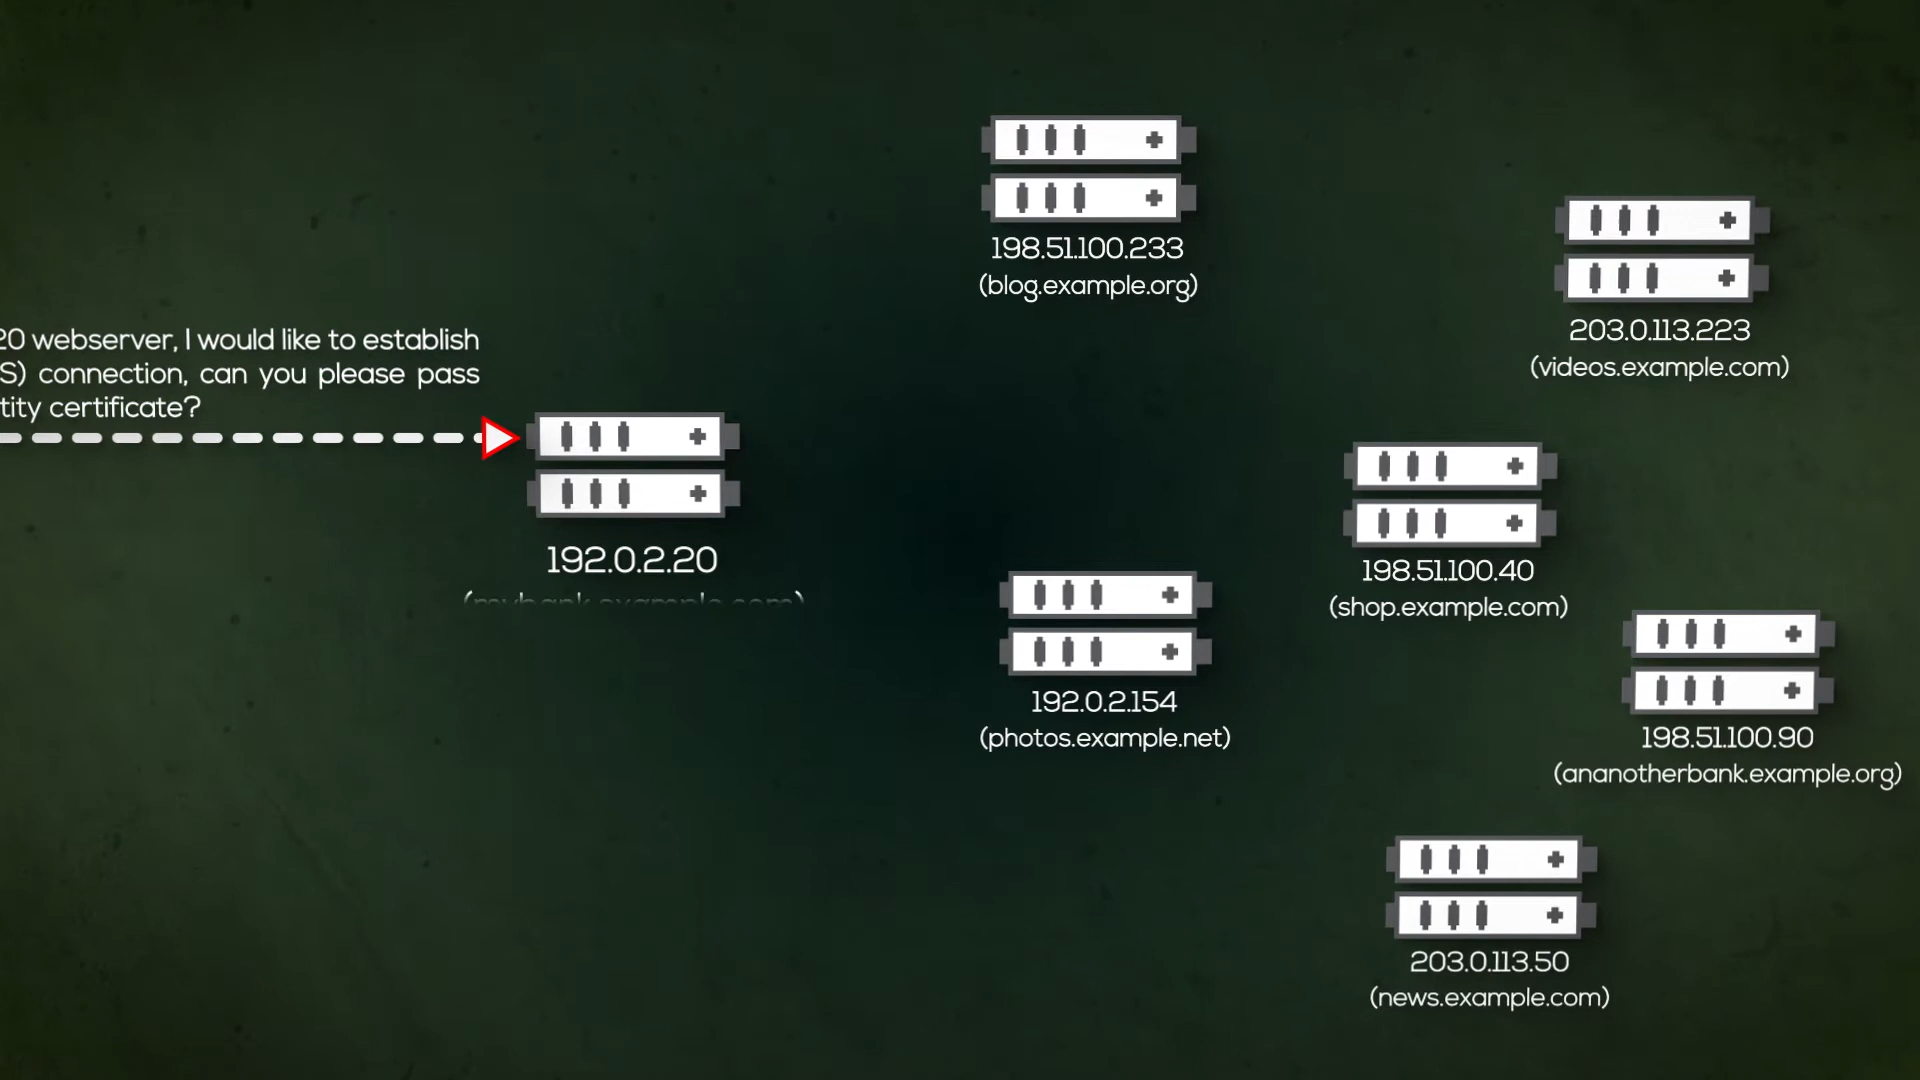 20 webserver, I would like to establish
S) connection, can you please pass
tity certificate?
192.0.2.20
(mybank.example.com)
198.51.100.233
(blog.example.org)
203.0.113.223
(videos.example.com)
198.51.100.40
(shop.example.com)
192.0.2.154
(photos.example.net)
198.51.100.90
(ananotherbank.example.org)
203.0.113.50
(news.example.com)